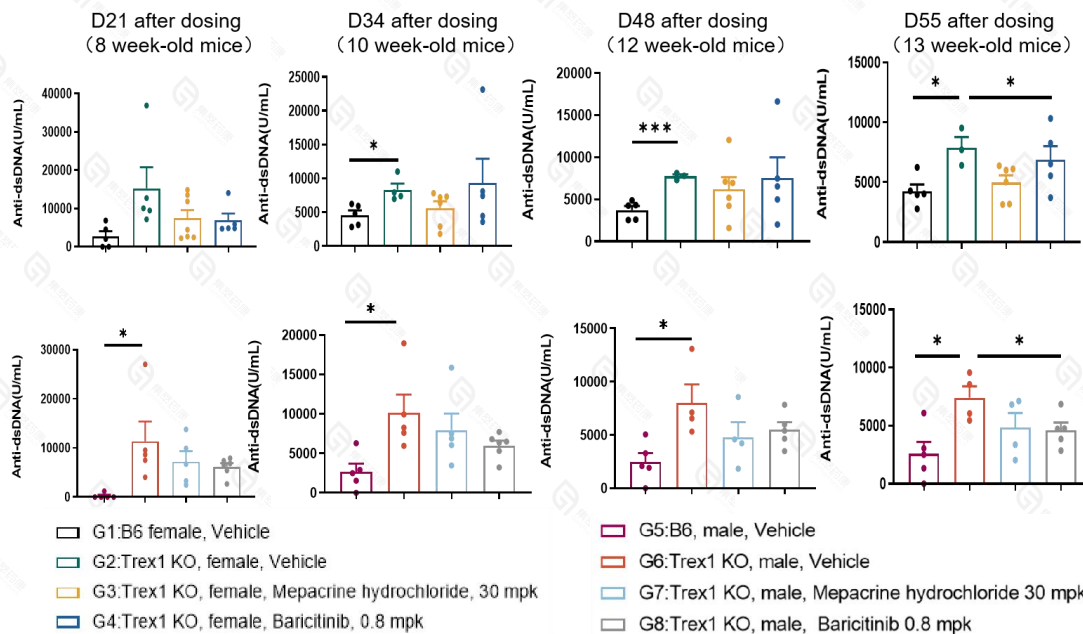 D21 after dosing
（8 week-old mice）
D34 after dosing
（10 week-old mice）
D48 after dosing
（12 week-old mice）
D55 after dosing
（13 week-old mice）
Anti-dsDNA(U/mL)
40000
30000
20000
10000
0
Anti-dsDNA(U/mL)
25000
20000
15000
10000
5000
0
*
Anti-dsDNA(U/mL)
20000
15000
10000
5000
0
***
Anti-dsDNA(U/mL)
15000
10000
5000
0
*
*
Anti-dsDNA(U/mL)
30000
20000
10000
0
*
Anti-dsDNA(U/mL)
20000
15000
10000
5000
0
*
Anti-dsDNA(U/mL)
15000
10000
5000
0
*
Anti-dsDNA(U/mL)
15000
10000
5000
0
*
*
G1:B6 female, Vehicle
G2:Trex1 KO, female, Vehicle
G3:Trex1 KO, female, Mepacrine hydrochloride, 30 mpk
G4:Trex1 KO, female, Baricitinib, 0.8 mpk
G5:B6, male, Vehicle
G6:Trex1 KO, male, Vehicle
G7:Trex1 KO, male, Mepacrine hydrochloride 30 mpk
G8:Trex1 KO, male, Baricitinib 0.8 mpk